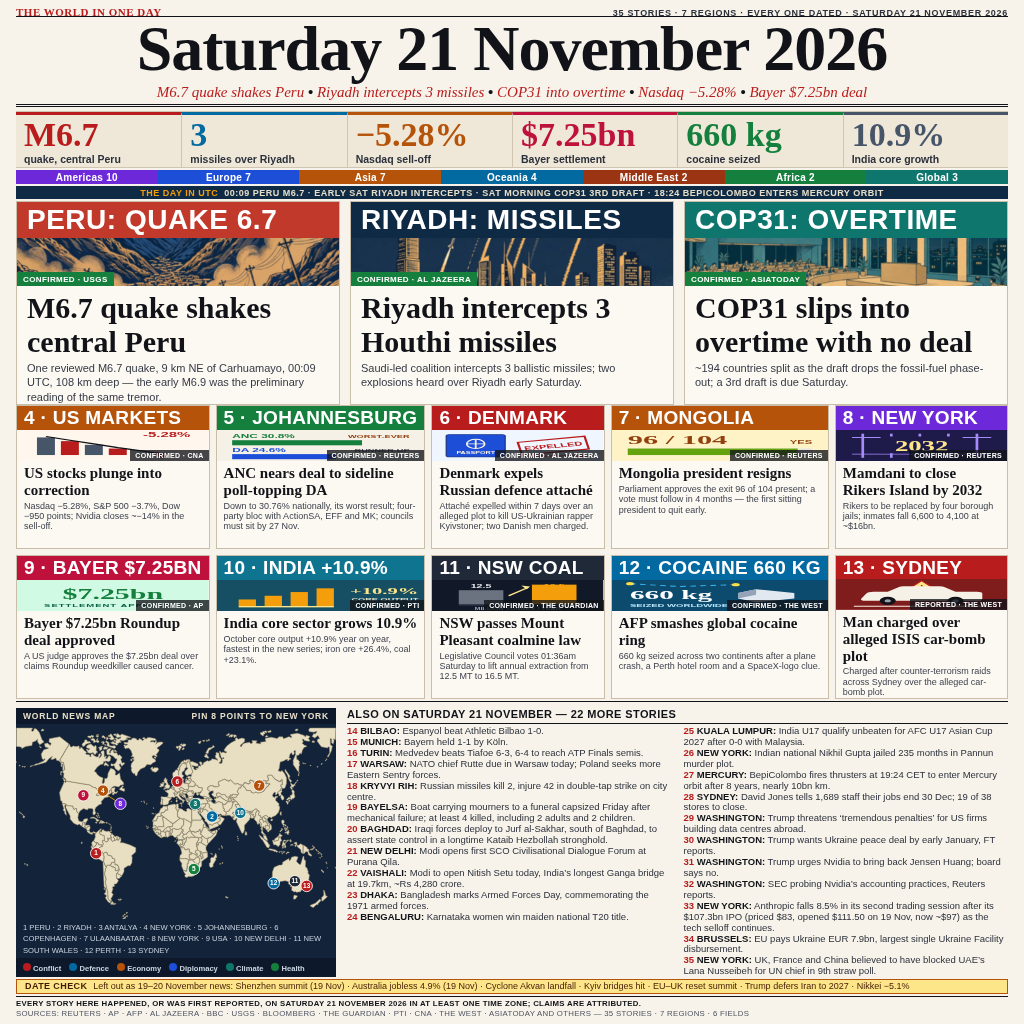 THE WORLD IN ONE DAY
35 STORIES · 7 REGIONS · EVERY ONE DATED · SATURDAY 21 NOVEMBER 2026
Saturday 21 November 2026
M6.7 quake shakes Peru • Riyadh intercepts 3 missiles • COP31 into overtime • Nasdaq −5.28% • Bayer $7.25bn deal
M6.7
quake, central Peru
3
missiles over Riyadh
−5.28%
Nasdaq sell-off
$7.25bn
Bayer settlement
660 kg
cocaine seized
10.9%
India core growth
Americas 10
Europe 7
Asia 7
Oceania 4
Middle East 2
Africa 2
Global 3
THE DAY IN UTC 00:09 PERU M6.7 · EARLY SAT RIYADH INTERCEPTS · SAT MORNING COP31 3RD DRAFT · 18:24 BEPICOLOMBO ENTERS MERCURY ORBIT
PERU: QUAKE 6.7
CONFIRMED · USGS
M6.7 quake shakes
central Peru
One reviewed M6.7 quake, 9 km NE of Carhuamayo, 00:09
UTC, 108 km deep — the early M6.9 was the preliminary
reading of the same tremor.
RIYADH: MISSILES
CONFIRMED · AL JAZEERA
Riyadh intercepts 3
Houthi missiles
Saudi-led coalition intercepts 3 ballistic missiles; two
explosions heard over Riyadh early Saturday.
COP31: OVERTIME
CONFIRMED · ASIATODAY
COP31 slips into
overtime with no deal
~194 countries split as the draft drops the fossil-fuel phase-
out; a 3rd draft is due Saturday.
4 · US MARKETS
-5.28%
CONFIRMED · CNA
US stocks plunge into
correction
Nasdaq −5.28%, S&P 500 −3.7%, Dow
−950 points; Nvidia closes ~−14% in the
sell-off.
5 · JOHANNESBURG
ANC 30.8%
WORST-EVER
DA 24.6%
CONFIRMED · REUTERS
ANC nears deal to sideline
poll-topping DA
Down to 30.76% nationally, its worst result; four-
party bloc with ActionSA, EFF and MK; councils
must sit by 27 Nov.
6 · DENMARK
PASSPORT
EXPELLED
CONFIRMED · AL JAZEERA
Denmark expels
Russian defence attaché
Attaché expelled within 7 days over an
alleged plot to kill US-Ukrainian rapper
Kyivstoner; two Danish men charged.
7 · MONGOLIA
96 / 104
YES
CONFIRMED · REUTERS
Mongolia president resigns
Parliament approves the exit 96 of 104 present; a
vote must follow in 4 months — the first sitting
president to quit early.
8 · NEW YORK
2032
CONFIRMED · REUTERS
Mamdani to close
Rikers Island by 2032
Rikers to be replaced by four borough
jails; inmates fall 6,600 to 4,100 at
~$16bn.
9 · BAYER $7.25BN
$7.25bn
SETTLEMENT
CONFIRMED · AP
Bayer $7.25bn Roundup
deal approved
A US judge approves the $7.25bn deal over
claims Roundup weedkiller caused cancer.
10 · INDIA +10.9%
+10.9%
CORE OUTPUT
CONFIRMED · PTI
India core sector grows 10.9%
October core output +10.9% year on year,
fastest in the new series; iron ore +26.4%, coal
+23.1%.
11 · NSW COAL
12.5
CONFIRMED · THE GUARDIAN
NSW passes Mount
Pleasant coalmine law
Legislative Council votes 01:36am
Saturday to lift annual extraction from
12.5 MT to 16.5 MT.
12 · COCAINE 660 KG
660 kg
SEIZED WORLDWIDE
CONFIRMED · THE WEST
AFP smashes global cocaine
ring
660 kg seized across two continents after a plane
crash, a Perth hotel room and a SpaceX-logo clue.
13 · SYDNEY
REPORTED · THE WEST
Man charged over
alleged ISIS car-bomb
plot
Charged after counter-terrorism raids
across Sydney over the alleged car-
bomb plot.
WORLD NEWS MAP
PIN 8 POINTS TO NEW YORK
9
4
8
6
3
2
10
7
1
5
12
11
13
1 PERU · 2 RIYADH · 3 ANTALYA · 4 NEW YORK · 5 JOHANNESBURG · 6
COPENHAGEN · 7 ULAANBAATAR · 8 NEW YORK · 9 USA · 10 NEW DELHI · 11 NEW
SOUTH WALES · 12 PERTH · 13 SYDNEY
Conflict
Defence
Economy
Diplomacy
Climate
Health
ALSO ON SATURDAY 21 NOVEMBER — 22 MORE STORIES
14 BILBAO: Espanyol beat Athletic Bilbao 1-0.
15 MUNICH: Bayern held 1-1 by Köln.
16 TURIN: Medvedev beats Tiafoe 6-3, 6-4 to reach ATP Finals semis.
17 WARSAW: NATO chief Rutte due in Warsaw today; Poland seeks more
Eastern Sentry forces.
18 KRYVYI RIH: Russian missiles kill 2, injure 42 in double-tap strike on city
centre.
19 BAYELSA: Boat carrying mourners to a funeral capsized Friday after
mechanical failure; at least 4 killed, including 2 adults and 2 children.
20 BAGHDAD: Iraqi forces deploy to Jurf al-Sakhar, south of Baghdad, to
assert state control in a longtime Kataib Hezbollah stronghold.
21 NEW DELHI: Modi opens first SCO Civilisational Dialogue Forum at
Purana Qila.
22 VAISHALI: Modi to open Nitish Setu today, India's longest Ganga bridge
at 19.7km, ~Rs 4,280 crore.
23 DHAKA: Bangladesh marks Armed Forces Day, commemorating the
1971 armed forces.
24 BENGALURU: Karnataka women win maiden national T20 title.
25 KUALA LUMPUR: India U17 qualify unbeaten for AFC U17 Asian Cup
2027 after 0-0 with Malaysia.
26 NEW YORK: Indian national Nikhil Gupta jailed 235 months in Pannun
murder plot.
27 MERCURY: BepiColombo fires thrusters at 19:24 CET to enter Mercury
orbit after 8 years, nearly 10bn km.
28 SYDNEY: David Jones tells 1,689 staff their jobs end 30 Dec; 19 of 38
stores to close.
29 WASHINGTON: Trump threatens 'tremendous penalties' for US firms
building data centres abroad.
30 WASHINGTON: Trump wants Ukraine peace deal by early January, FT
reports.
31 WASHINGTON: Trump urges Nvidia to bring back Jensen Huang; board
says no.
32 WASHINGTON: SEC probing Nvidia's accounting practices, Reuters
reports.
33 NEW YORK: Anthropic falls 8.5% in its second trading session after its
$107.3bn IPO (priced $83, opened $111.50 on 19 Nov, now ~$97) as the
tech selloff continues.
34 BRUSSELS: EU pays Ukraine EUR 7.9bn, largest single Ukraine Facility
disbursement.
35 NEW YORK: UK, France and China believed to have blocked UAE's
Lana Nusseibeh for UN chief in 9th straw poll.
DATE CHECK Left out as 19–20 November news: Shenzhen summit (19 Nov) · Australia jobless 4.9% (19 Nov) · Cyclone Akvan landfall · Kyiv bridges hit · EU–UK reset summit · Trump defers Iran to 2027 · Nikkei −5.1%
EVERY STORY HERE HAPPENED, OR WAS FIRST REPORTED, ON SATURDAY 21 NOVEMBER 2026 IN AT LEAST ONE TIME ZONE; CLAIMS ARE ATTRIBUTED.
SOURCES: REUTERS · AP · AFP · AL JAZEERA · BBC · USGS · BLOOMBERG · THE GUARDIAN · PTI · CNA · THE WEST · ASIATODAY AND OTHERS — 35 STORIES · 7 REGIONS · 6 FIELDS